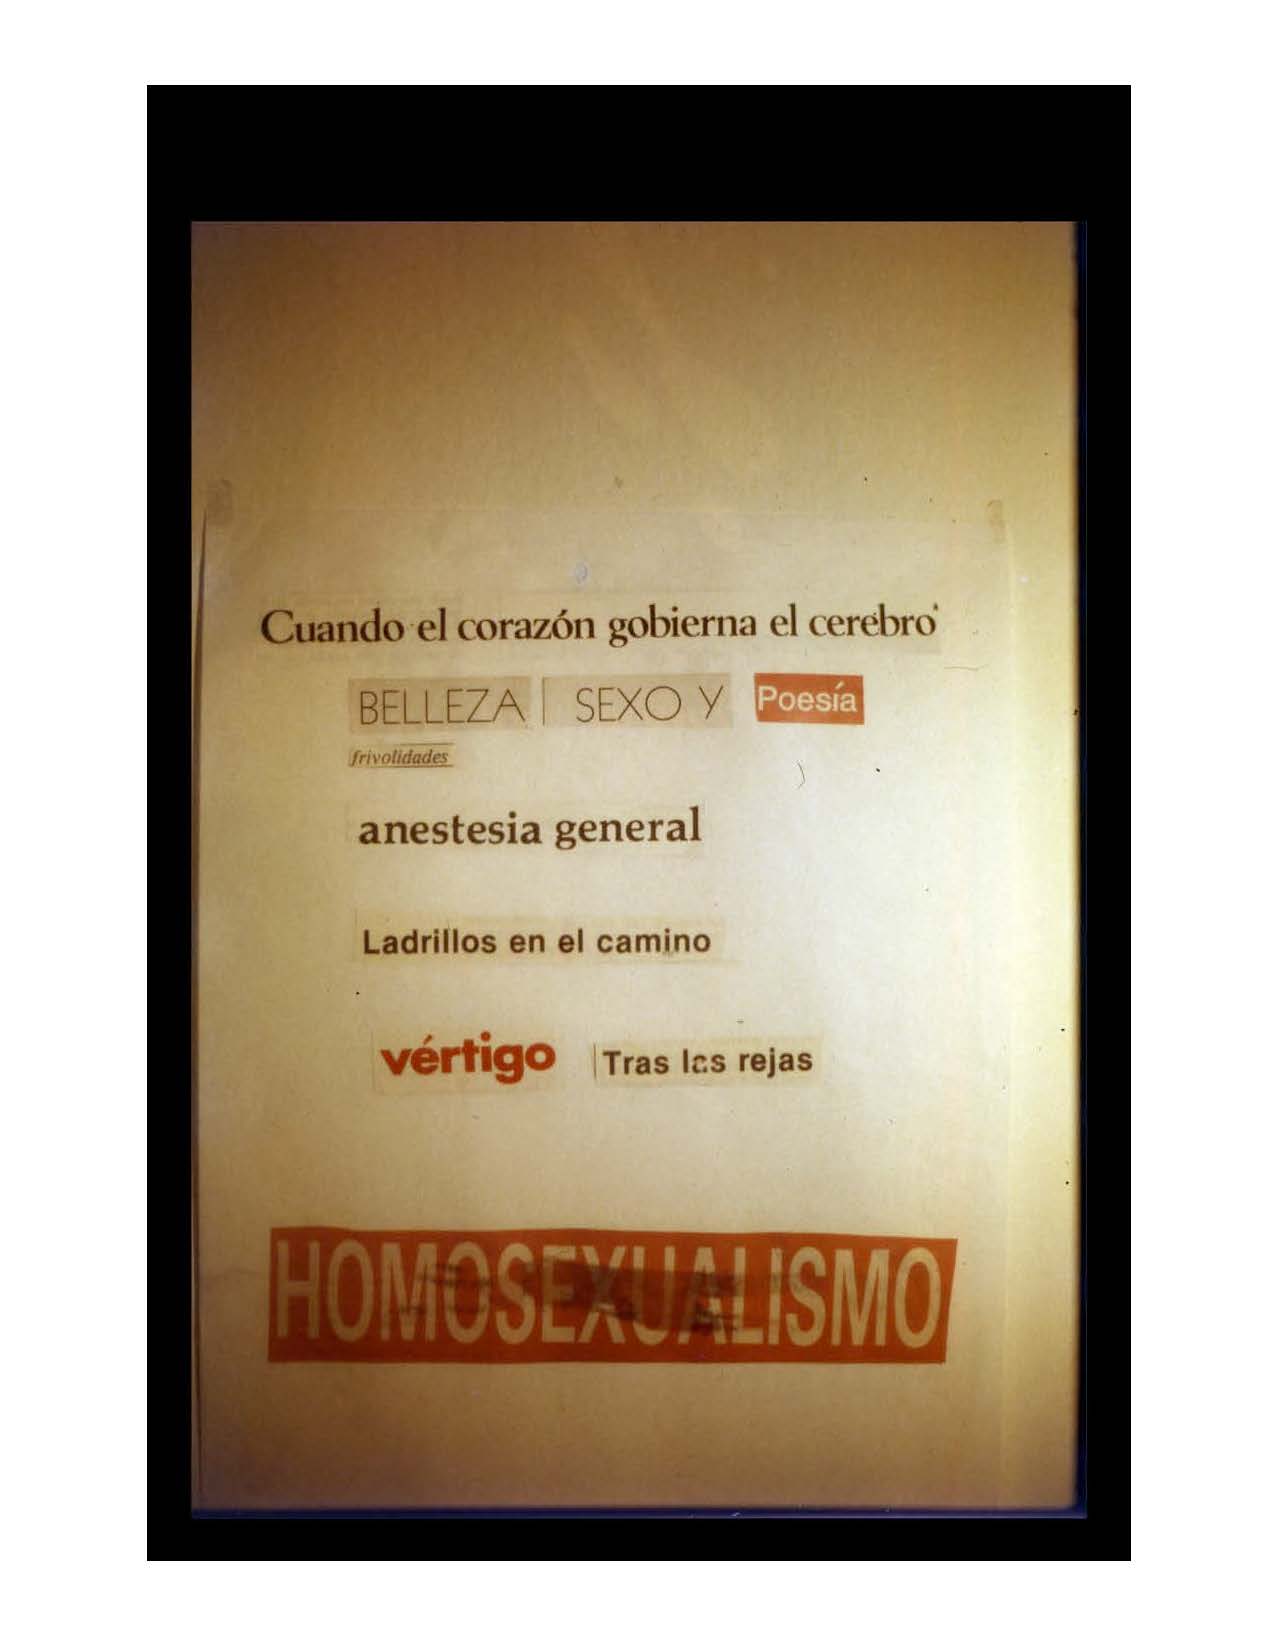 Cuando el corazón gobierna el cerebro
BELLEZA SEXO Y Poesía
frivolidades
anestesia general
Ladrillos en el camino
vértigo Tras las rejas
HOMOSEXUALISMO